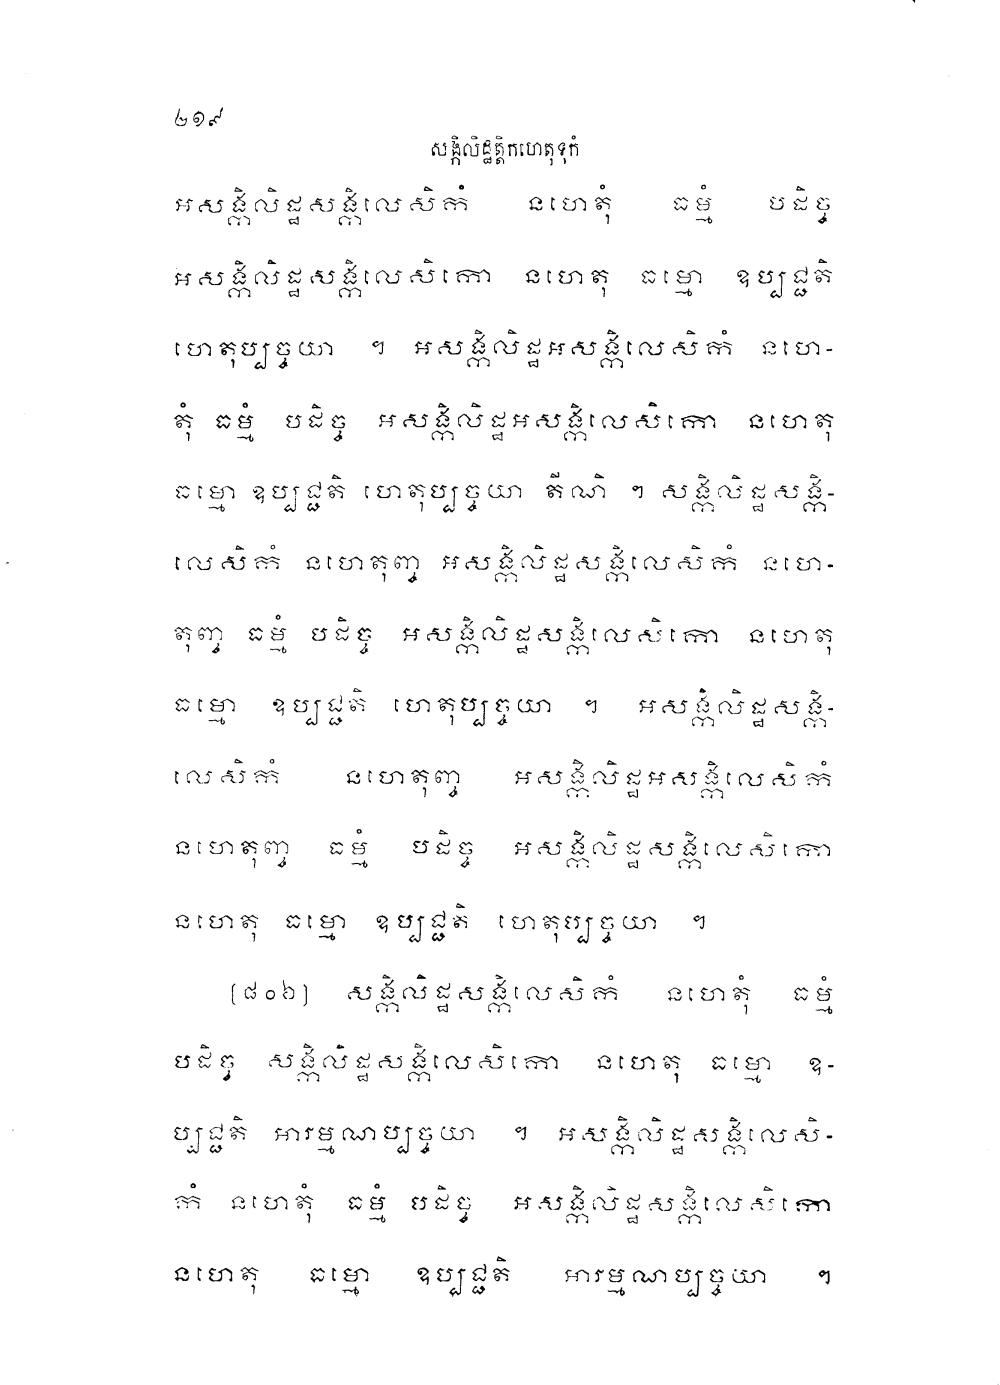 ២១៩
សង្កិលិដ្ឋត្តិកហេតុទុកំ
អសង្កិលិដ្ឋសង្កិលេសិកំ នហេតុំ ធម្មំ បដិច្ច
អសង្កិលិដ្ឋសង្កិលេសិកោ នហេតុ ធម្មោ ឧប្បជ្ជតិ
ហេតុប្បច្ចយា ។ អសង្កិលិដ្ឋអសង្កិលេសិកំ នហេ-
តុំ ធម្មំ បដិច្ច អសង្កិលិដ្ឋអសង្កិលេសិកោ នហេតុ
ធម្មោ ឧប្បជ្ជតិ ហេតុប្បច្ចយា តីណិ ។ សង្កិលិដ្ឋសង្កិ-
លេសិកំ នហេតុញ្ច អសង្កិលិដ្ឋសង្កិលេសិកំ នហេ-
តុញ្ច ធម្មំ បដិច្ច អសង្កិលិដ្ឋសង្កិលេសិកោ នហេតុ
ធម្មោ ឧប្បជ្ជតិ ហេតុប្បច្ចយា ។ អសង្កិលិដ្ឋសង្កិ-
លេសិកំ នហេតុញ្ច អសង្កិលិដ្ឋអសង្កិលេសិកំ
នហេតុញ្ច ធម្មំ បដិច្ច អសង្កិលិដ្ឋសង្កិលេសិកោ
នហេតុ ធម្មោ ឧប្បជ្ជតិ ហេតុប្បច្ចយា ។
(៨០៦) សង្កិលិដ្ឋសង្កិលេសិកំ នហេតុំ ធម្មំ
បដិច្ច សង្កិលិដ្ឋសង្កិលេសិកោ នហេតុ ធម្មោ ឧ-
ប្បជ្ជតិ អារម្មណប្បច្ចយា ។ អសង្កិលិដ្ឋសង្កិលេសិ-
កំ នហេតុំ ធម្មំ បដិច្ច អសង្កិលិដ្ឋសង្កិលេសិកោ
នហេតុ ធម្មោ ឧប្បជ្ជតិ អារម្មណប្បច្ចយា ។